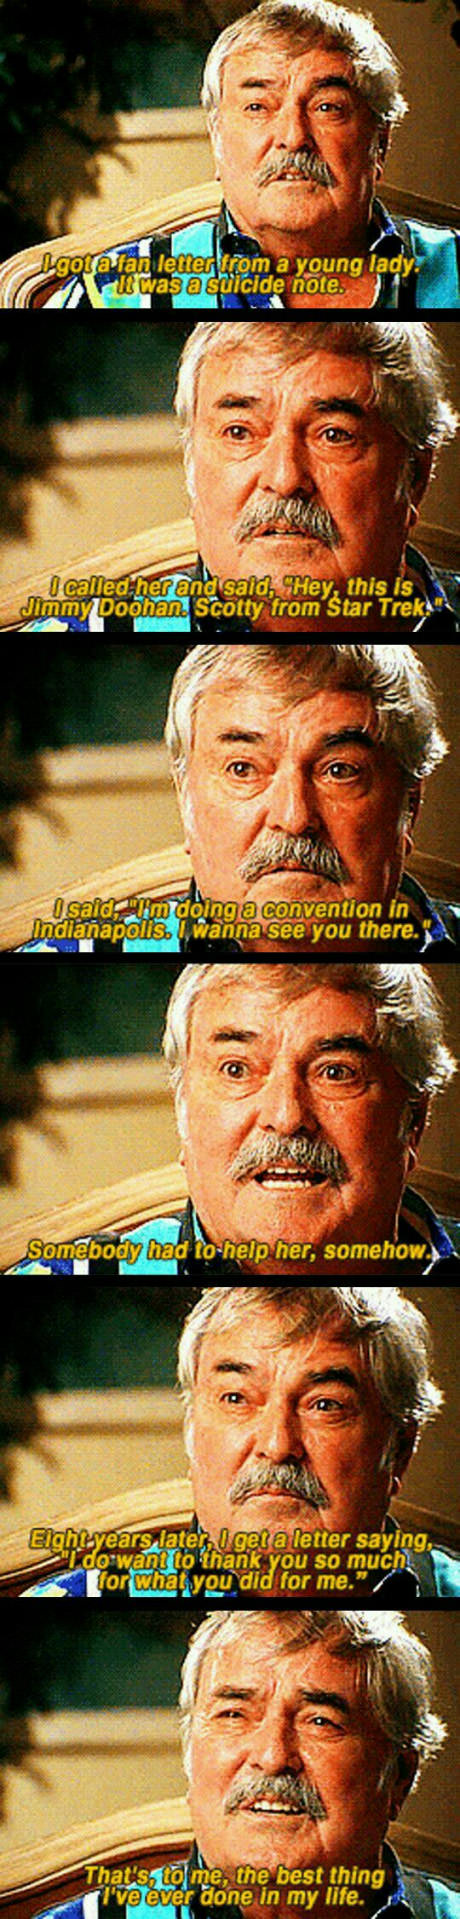 I got a fan letter from a young lady.
It was a suicide note.
I called her and said, "Hey, this is
Jimmy Doohan. Scotty from Star Trek."
I said, "I'm doing a convention in
Indianapolis. I wanna see you there."
Somebody had to help her, somehow.
Eight years later, I get a letter saying,
"I do want to thank you so much
for what you did for me."
That's, to me, the best thing
I've ever done in my life.